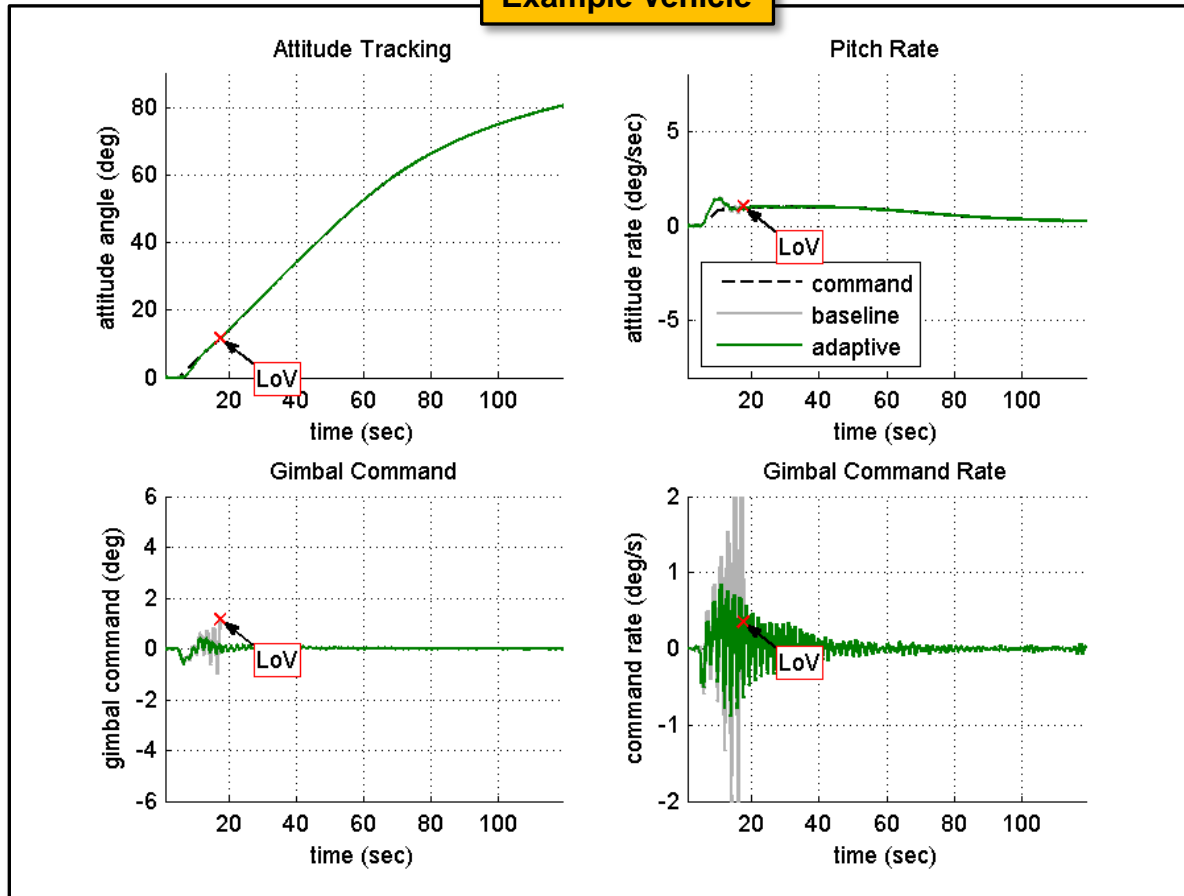 Example Vehicle
Attitude Tracking
attitude angle (deg)
80
60
40
20
0
LoV
20 40 60 80 100
time (sec)
Pitch Rate
attitude rate (deg/sec)
5
0
-5
LoV
command
baseline
adaptive
20 40 60 80 100
time (sec)
Gimbal Command
gimbal command (deg)
6
4
2
0
-2
-4
-6
LoV
20 40 60 80 100
time (sec)
Gimbal Command Rate
command rate (deg/s)
2
1
0
-1
-2
LoV
20 40 60 80 100
time (sec)